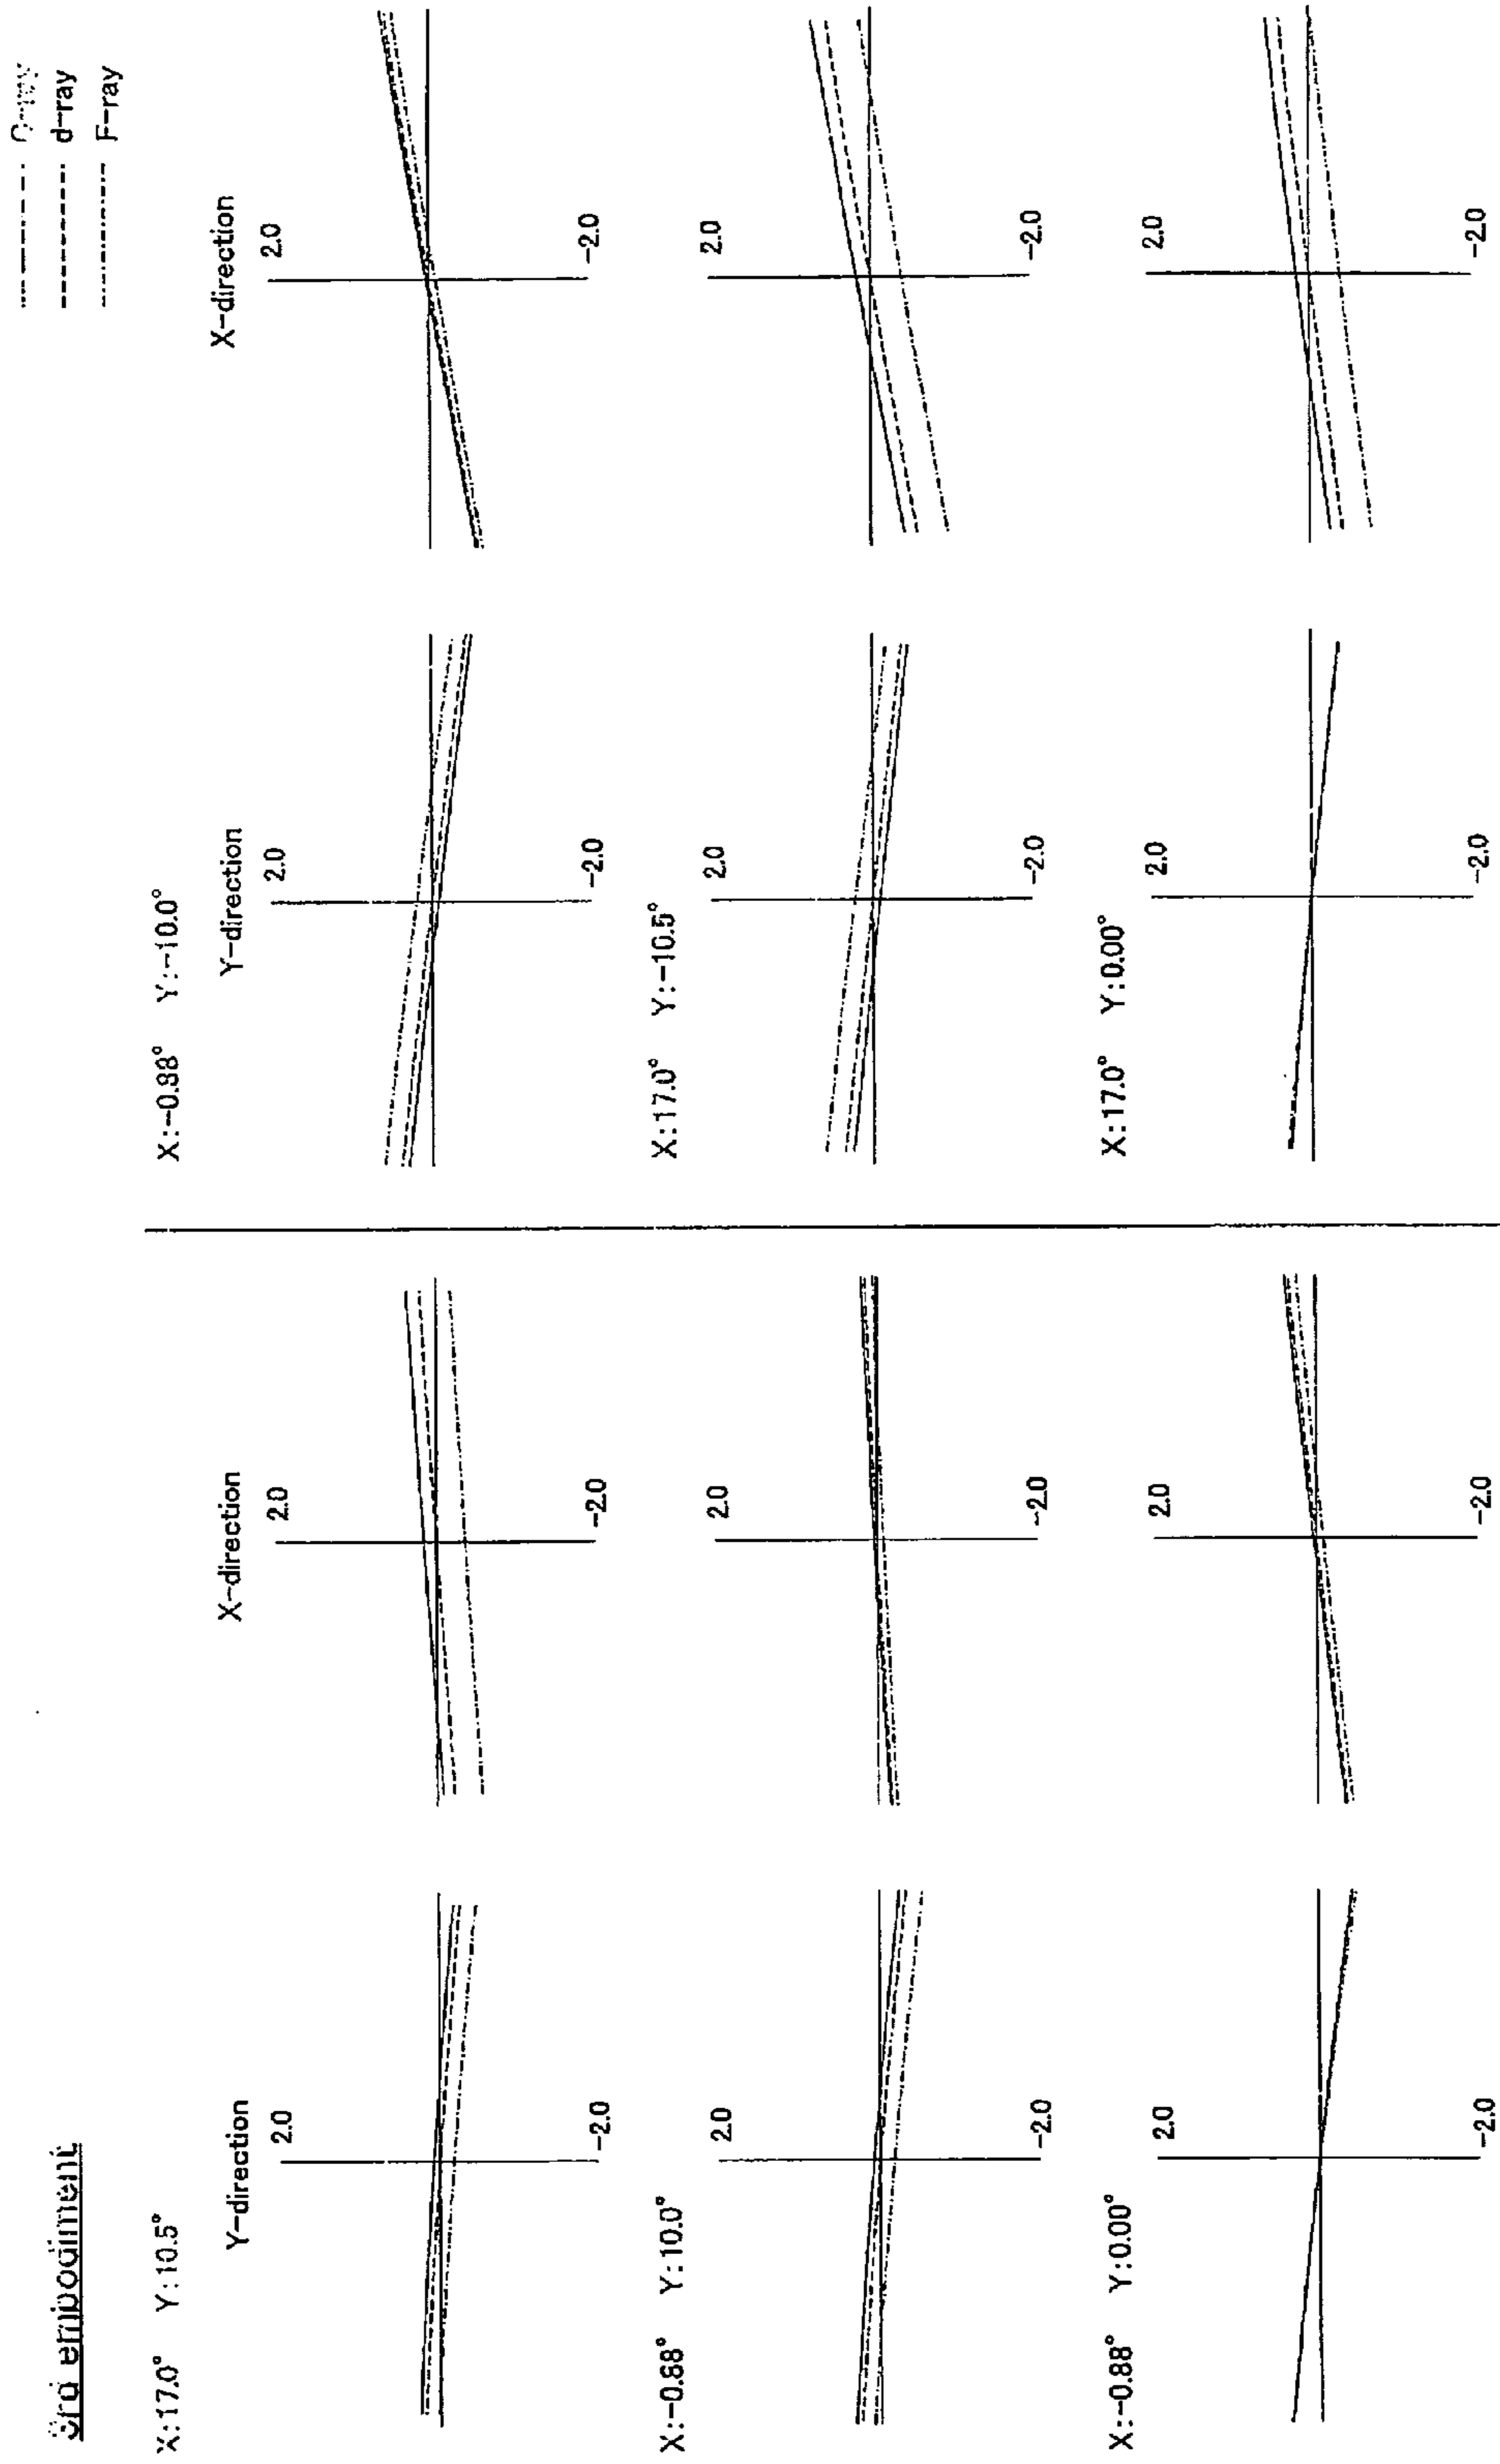 3rd embodiment
C-ray
d-ray
F-ray
X:17.0° Y:10.5°
Y-direction
2.0
-2.0
X-direction
2.0
-2.0
X:-0.88° Y:-10.0°
Y-direction
2.0
-2.0
X-direction
2.0
-2.0
X:-0.88° Y:10.0°
2.0
-2.0
2.0
-2.0
X:17.0° Y:-10.5°
2.0
-2.0
2.0
-2.0
X:-0.88° Y:0.00°
2.0
-2.0
2.0
-2.0
X:17.0° Y:0.00°
2.0
-2.0
2.0
-2.0